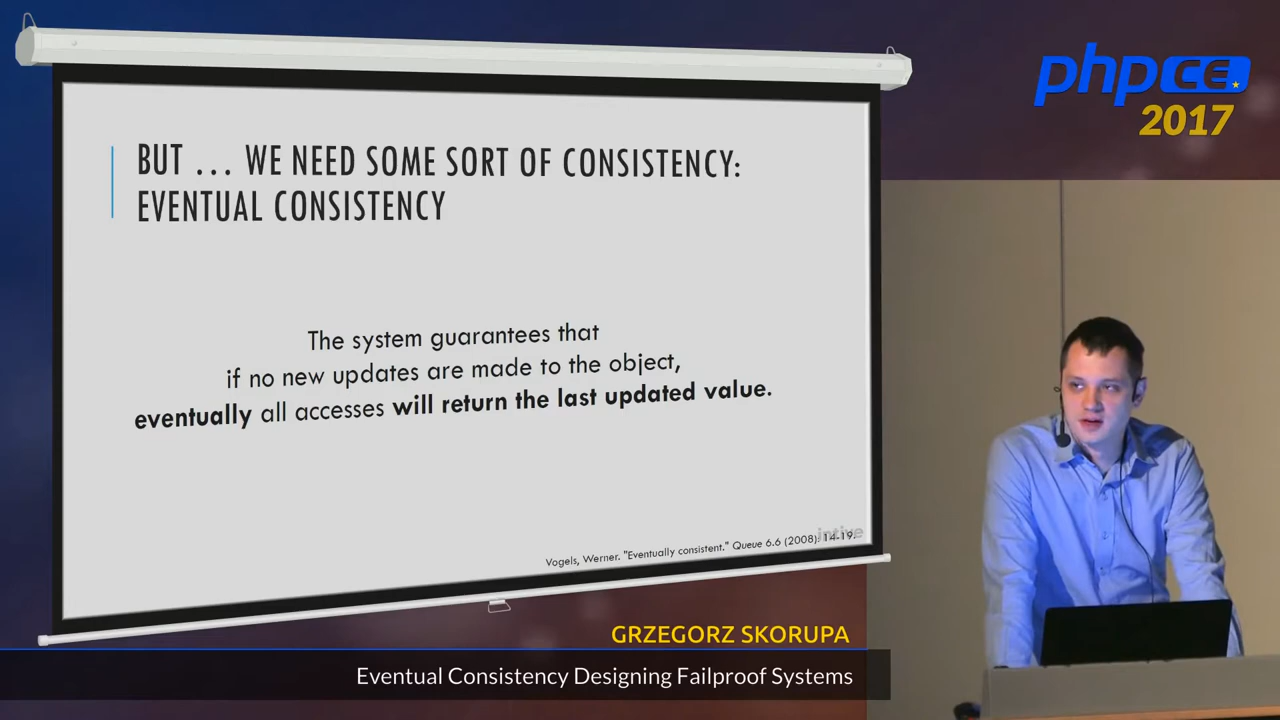 phpCE
2017
BUT ... WE NEED SOME SORT OF CONSISTENCY:
EVENTUAL CONSISTENCY
The system guarantees that
if no new updates are made to the object,
eventually all accesses will return the last updated value.
intive
Vogels, Werner. "Eventually consistent." Queue 6.6 (2008): 14-19.
GRZEGORZ SKORUPA
Eventual Consistency Designing Failproof Systems